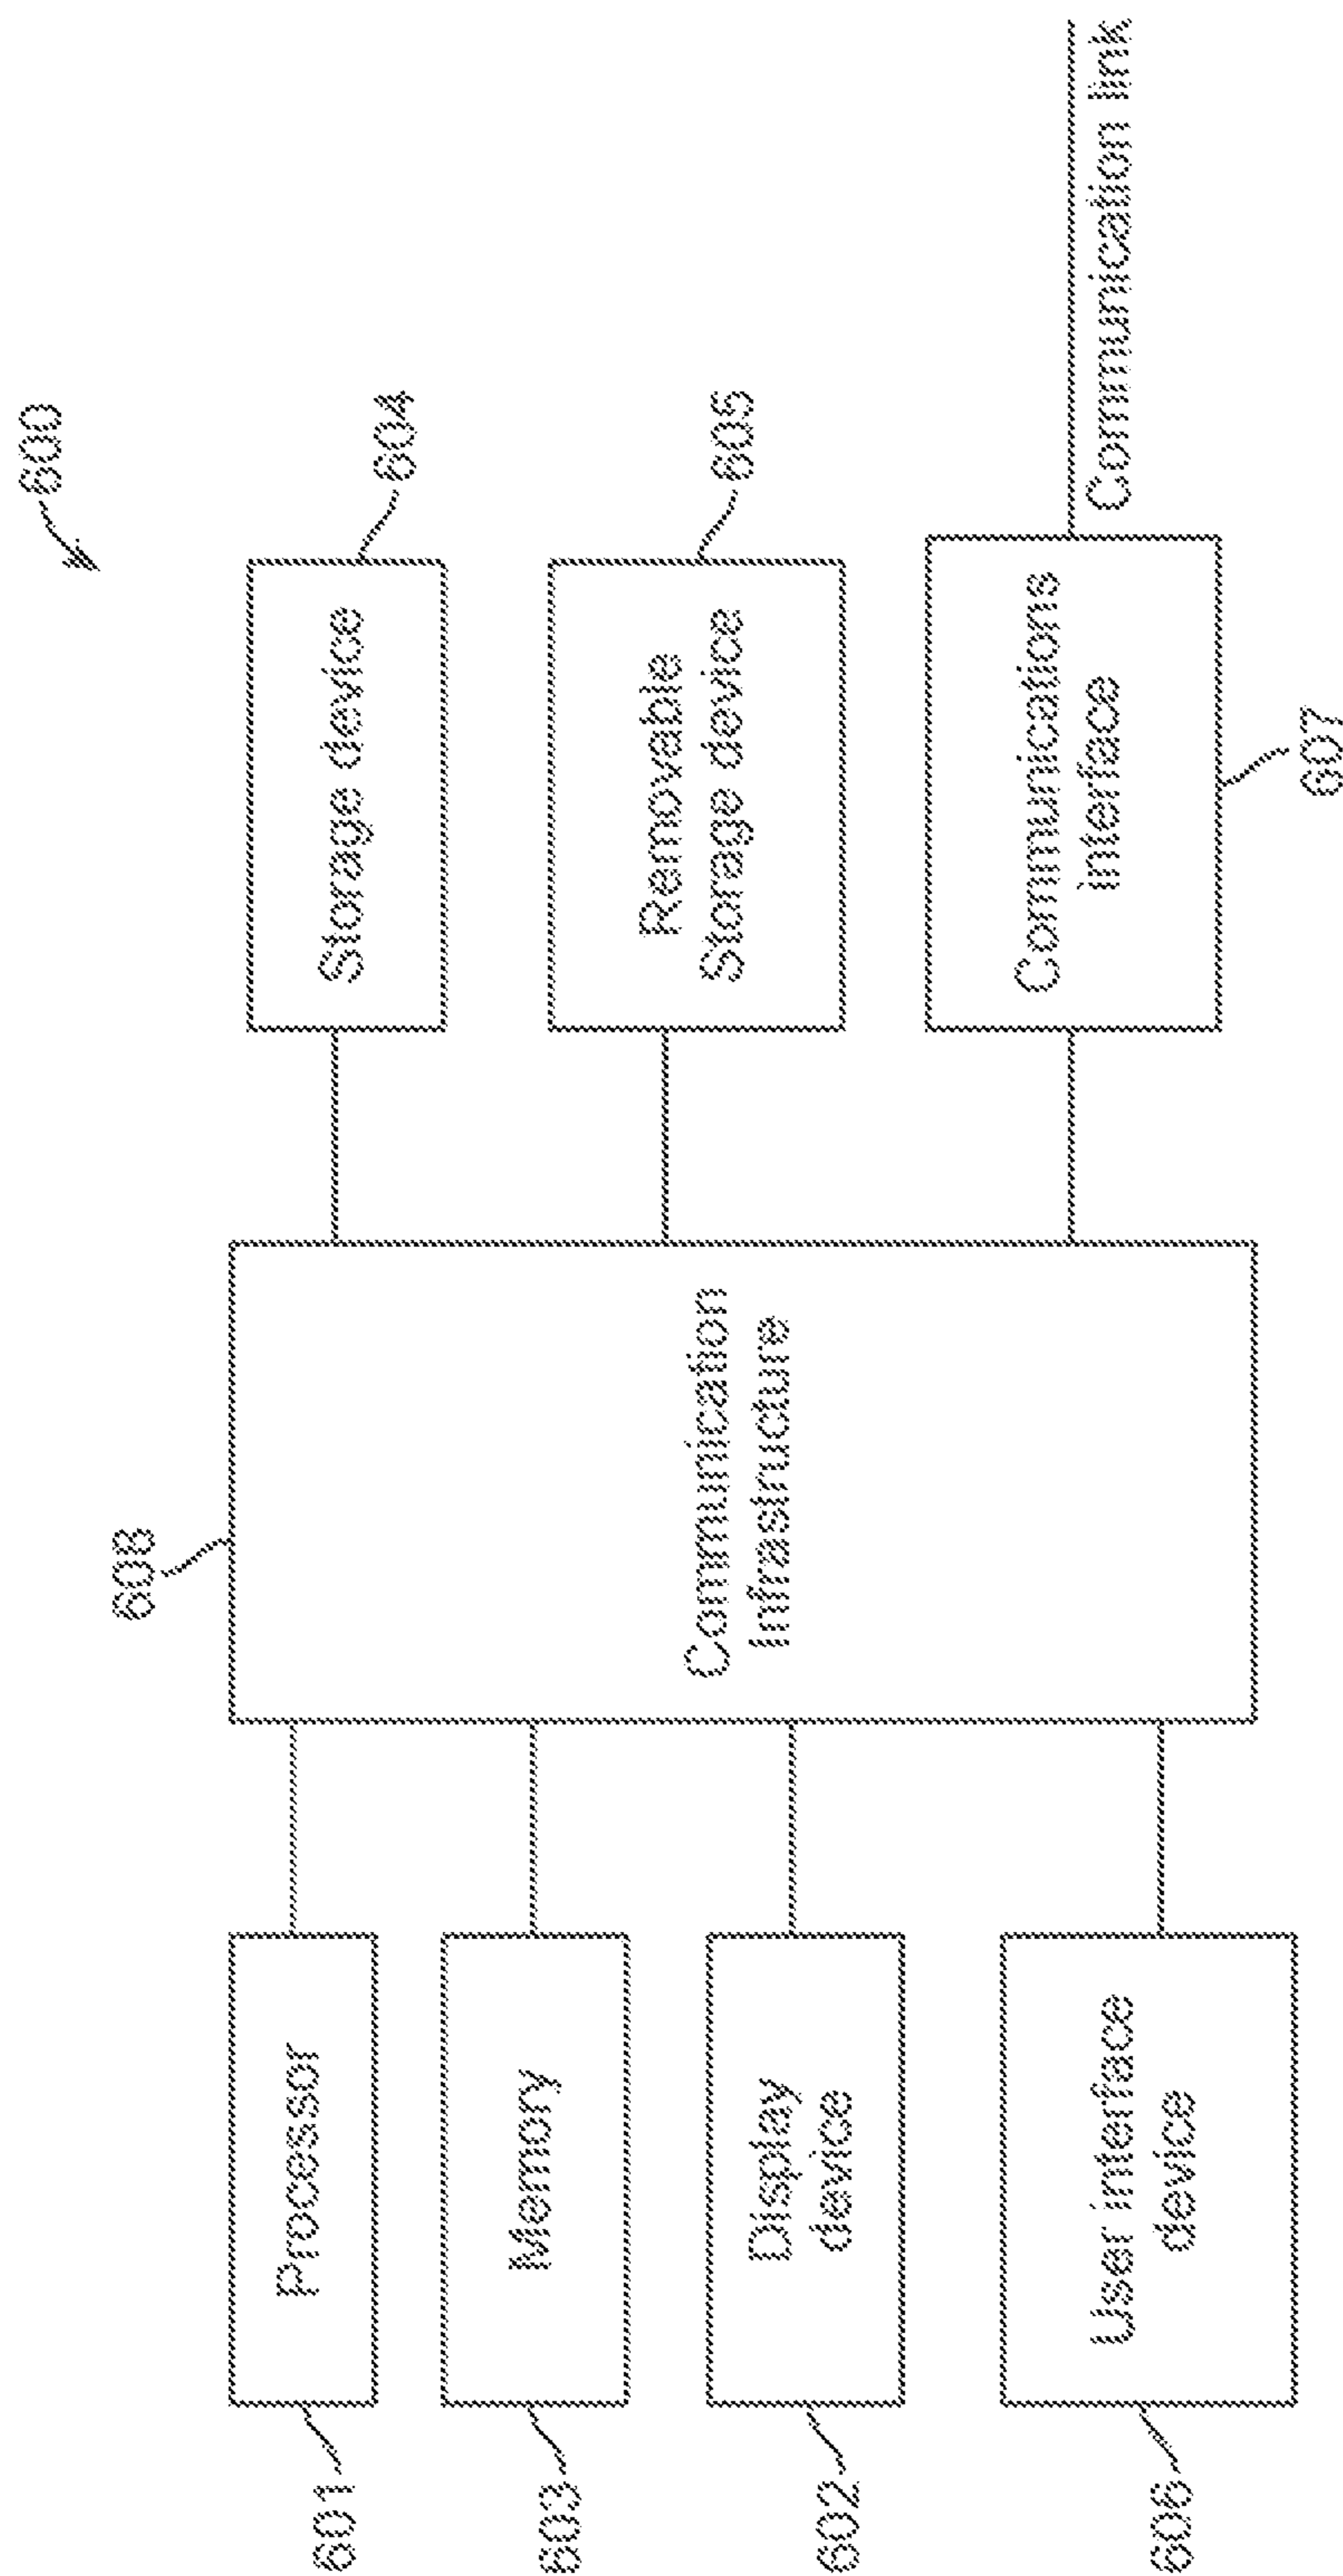 600
608
601
Processor
603
Memory
602
Display
device
606
User interface
device
Communication
Infrastructure
Storage device
604
Removable
Storage device
605
Communications
interface
607
Communication link